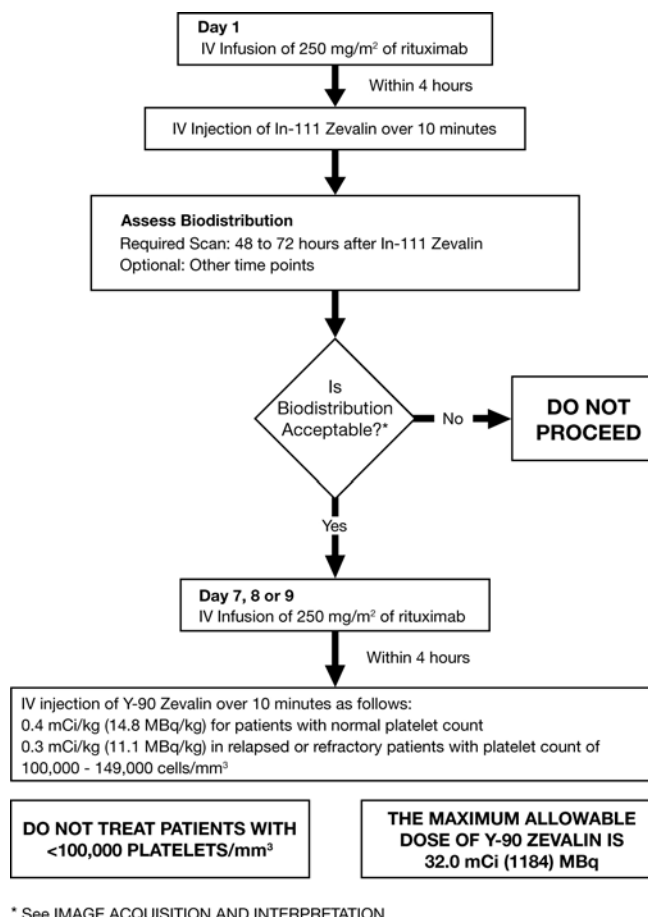 Day 1
IV Infusion of 250 mg/m² of rituximab
Within 4 hours
IV Injection of In-111 Zevalin over 10 minutes
Assess Biodistribution
Required Scan: 48 to 72 hours after In-111 Zevalin
Optional: Other time points
Is
Biodistribution
Acceptable?*
No
DO NOT
PROCEED
Yes
Day 7, 8 or 9
IV Infusion of 250 mg/m² of rituximab
Within 4 hours
IV injection of Y-90 Zevalin over 10 minutes as follows:
0.4 mCi/kg (14.8 MBq/kg) for patients with normal platelet count
0.3 mCi/kg (11.1 MBq/kg) in relapsed or refractory patients with platelet count of
100,000 - 149,000 cells/mm³
DO NOT TREAT PATIENTS WITH
<100,000 PLATELETS/mm³
THE MAXIMUM ALLOWABLE
DOSE OF Y-90 ZEVALIN IS
32.0 mCi (1184) MBq
* See IMAGE ACQUISITION AND INTERPRETATION